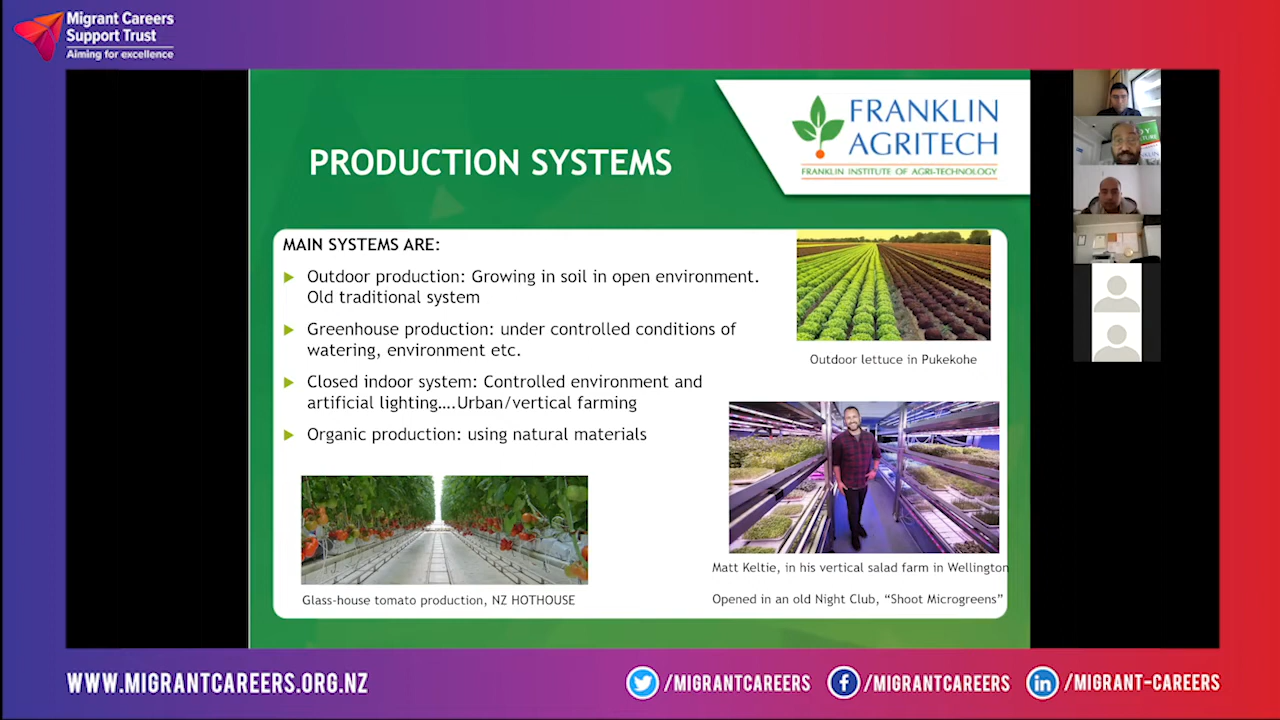 Migrant Careers
Support Trust
Aiming for excellence
FRANKLIN
AGRITECH
FRANKLIN INSTITUTE OF AGRI-TECHNOLOGY
PRODUCTION SYSTEMS
MAIN SYSTEMS ARE:
Outdoor production: Growing in soil in open environment.
Old traditional system
Greenhouse production: under controlled conditions of
watering, environment etc.
Closed indoor system: Controlled environment and
artificial lighting….Urban/vertical farming
Organic production: using natural materials
Outdoor lettuce in Pukekohe
Matt Keltie, in his vertical salad farm in Wellington
Opened in an old Night Club, “Shoot Microgreens”
Glass-house tomato production, NZ HOTHOUSE
WWW.MIGRANTCAREERS.ORG.NZ
/MIGRANTCAREERS
/MIGRANTCAREERS
/MIGRANT-CAREERS